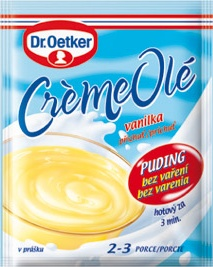 Dr. Oetker
CrèmeOlé
vanilka
PUDING
bez vaření
bez varenia
hotový za
3 min.
v prášku
2-3 PORCE/PORCIE